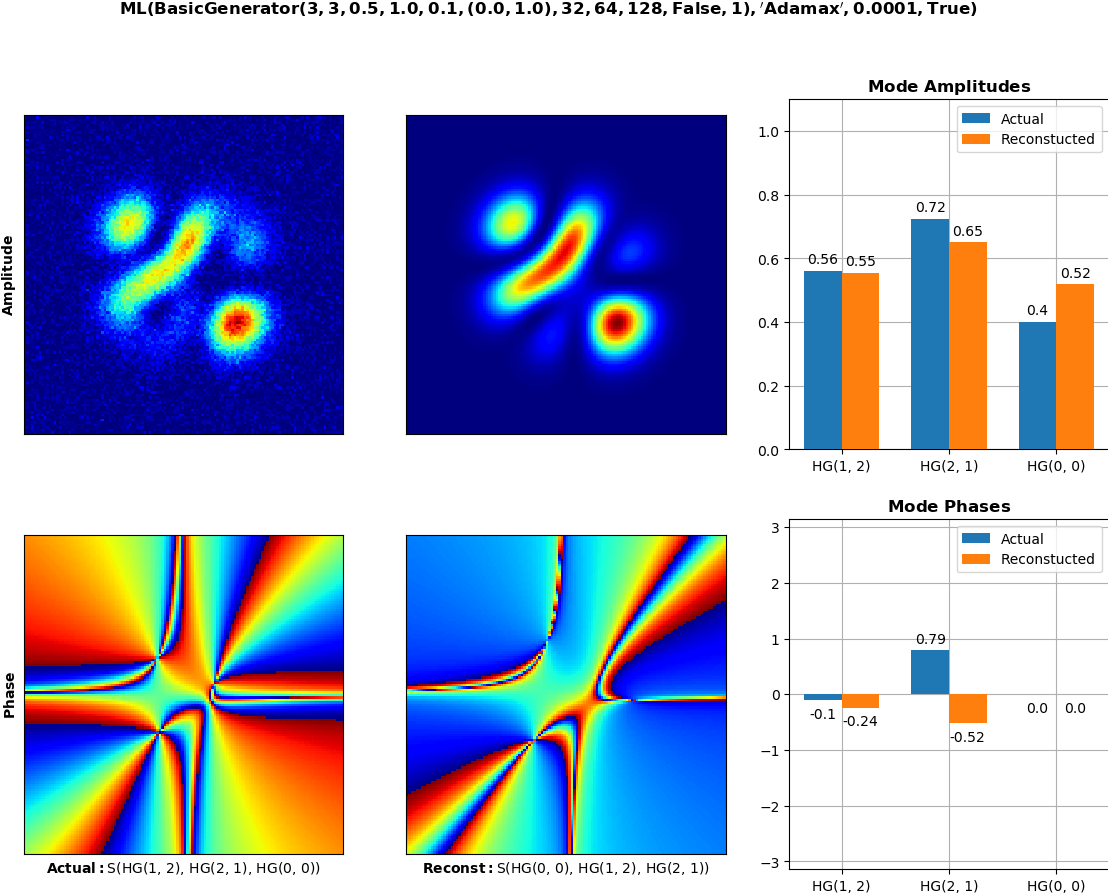 ML(BasicGenerator(3, 3, 0.5, 1.0, 0.1, (0.0, 1.0), 32, 64, 128, False, 1), 'Adamax', 0.0001, True)
Amplitude
Mode Amplitudes
Actual
Reconstucted
1.0
0.8
0.6
0.4
0.2
0.0
0.56
0.55
0.72
0.65
0.4
0.52
HG(1, 2)
HG(2, 1)
HG(0, 0)
Phase
Actual: S(HG(1, 2), HG(2, 1), HG(0, 0))
Reconst: S(HG(0, 0), HG(1, 2), HG(2, 1))
Mode Phases
Actual
Reconstucted
3
2
1
0
−1
−2
−3
-0.1
-0.24
0.79
-0.52
0.0
0.0
HG(1, 2)
HG(2, 1)
HG(0, 0)